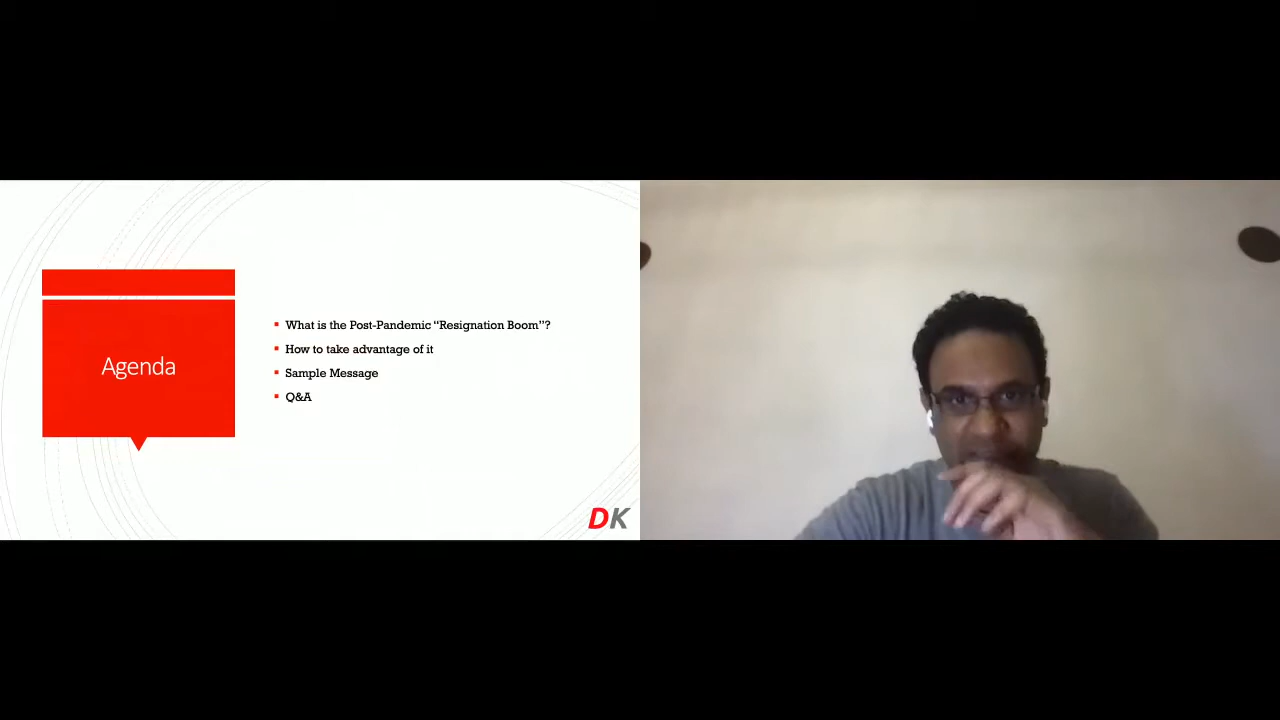 Agenda
What is the Post-Pandemic “Resignation Boom”?
How to take advantage of it
Sample Message
Q&A
DK